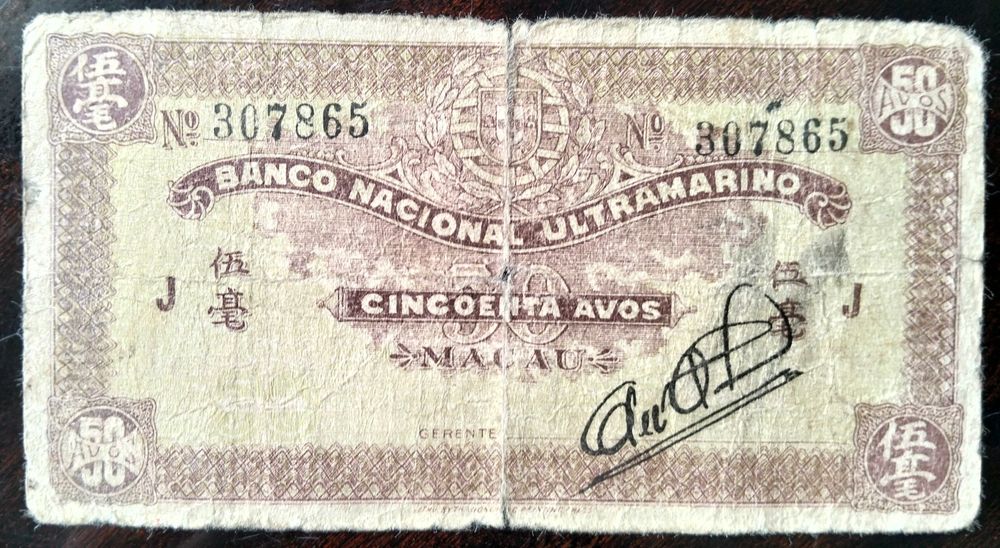 伍毫
50 AVOS
Nº 307865
Nº 307865
BANCO NACIONAL ULTRAMARINO
伍毫
50
伍毫
J
CINCOENTA AVOS
J
MACAU
GERENTE
50 AVOS
伍毫